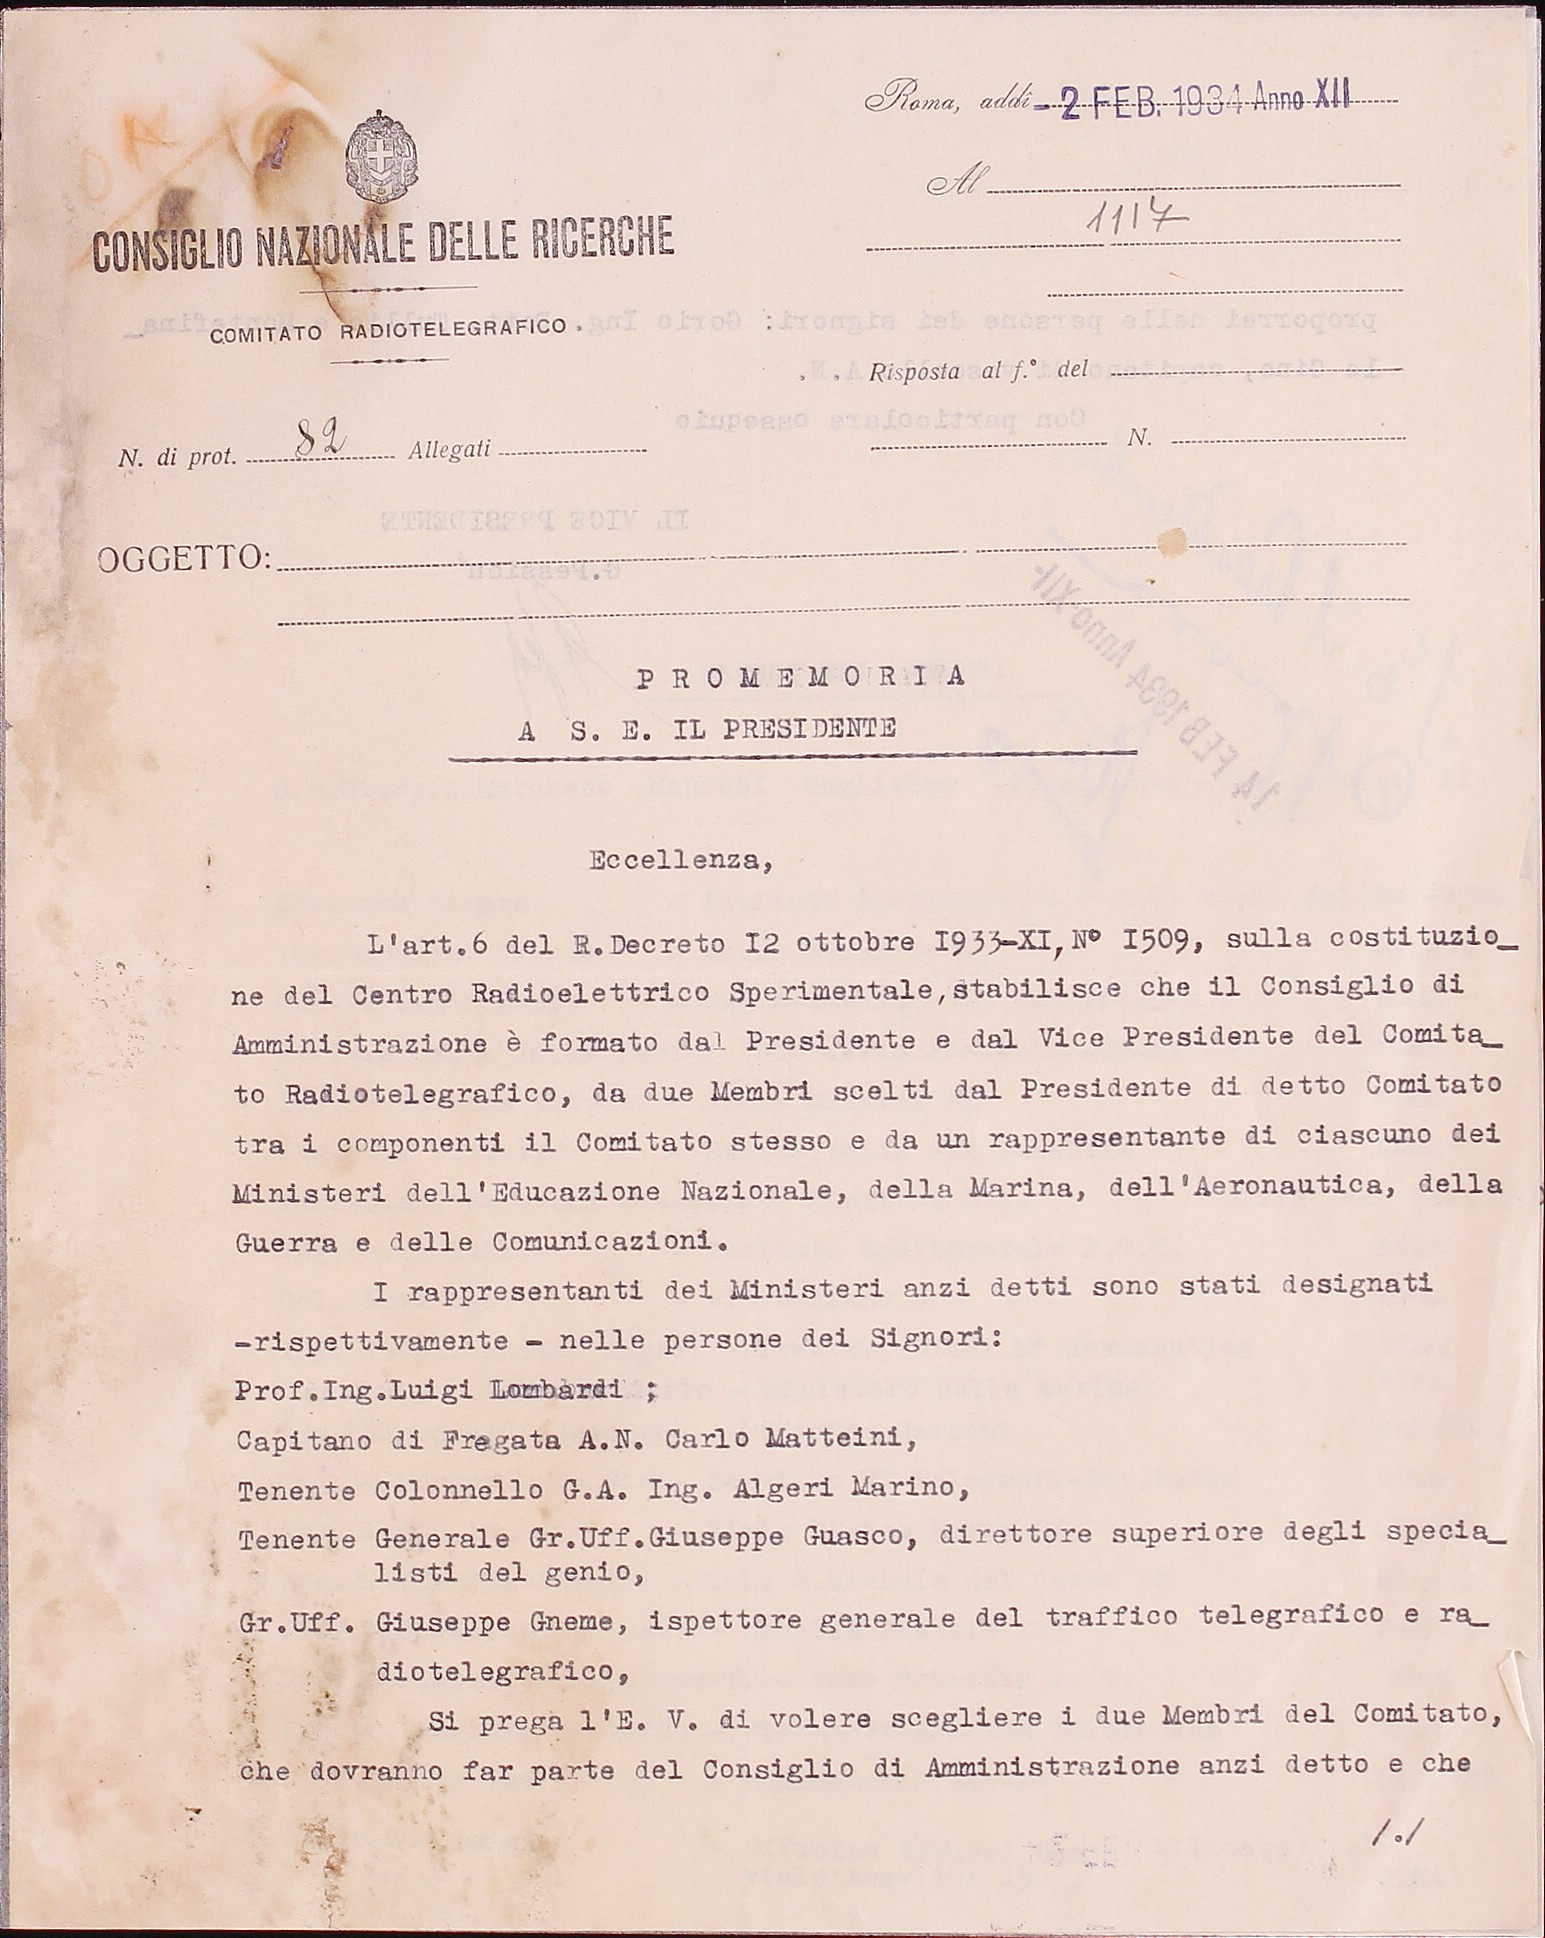 Roma, addì - 2 FEB. 1934 Anno XII
Al
1117
CONSIGLIO NAZIONALE DELLE RICERCHE
COMITATO RADIOTELEGRAFICO.
Risposta al f.° del
N. di prot. 82 Allegati
N.
OGGETTO:
PROMEMORIA
A S. E. IL PRESIDENTE
Eccellenza,
L'art.6 del R.Decreto I2 ottobre I933-XI,N° I509, sulla costituzio_
ne del Centro Radioelettrico Sperimentale,stabilisce che il Consiglio di
Amministrazione è formato dal Presidente e dal Vice Presidente del Comita_
to Radiotelegrafico, da due Membri scelti dal Presidente di detto Comitato
tra i componenti il Comitato stesso e da un rappresentante di ciascuno dei
Ministeri dell'Educazione Nazionale, della Marina, dell'Aeronautica, della
Guerra e delle Comunicazioni.
I rappresentanti dei Ministeri anzi detti sono stati designati
-rispettivamente - nelle persone dei Signori:
Prof.Ing.Luigi Lombardi ;
Capitano di Fregata A.N. Carlo Matteini,
Tenente Colonnello G.A. Ing. Algeri Marino,
Tenente Generale Gr.Uff.Giuseppe Guasco, direttore superiore degli specia_
listi del genio,
Gr.Uff. Giuseppe Gneme, ispettore generale del traffico telegrafico e ra_
diotelegrafico,
Si prega l'E. V. di volere scegliere i due Membri del Comitato,
che dovranno far parte del Consiglio di Amministrazione anzi detto e che
/./